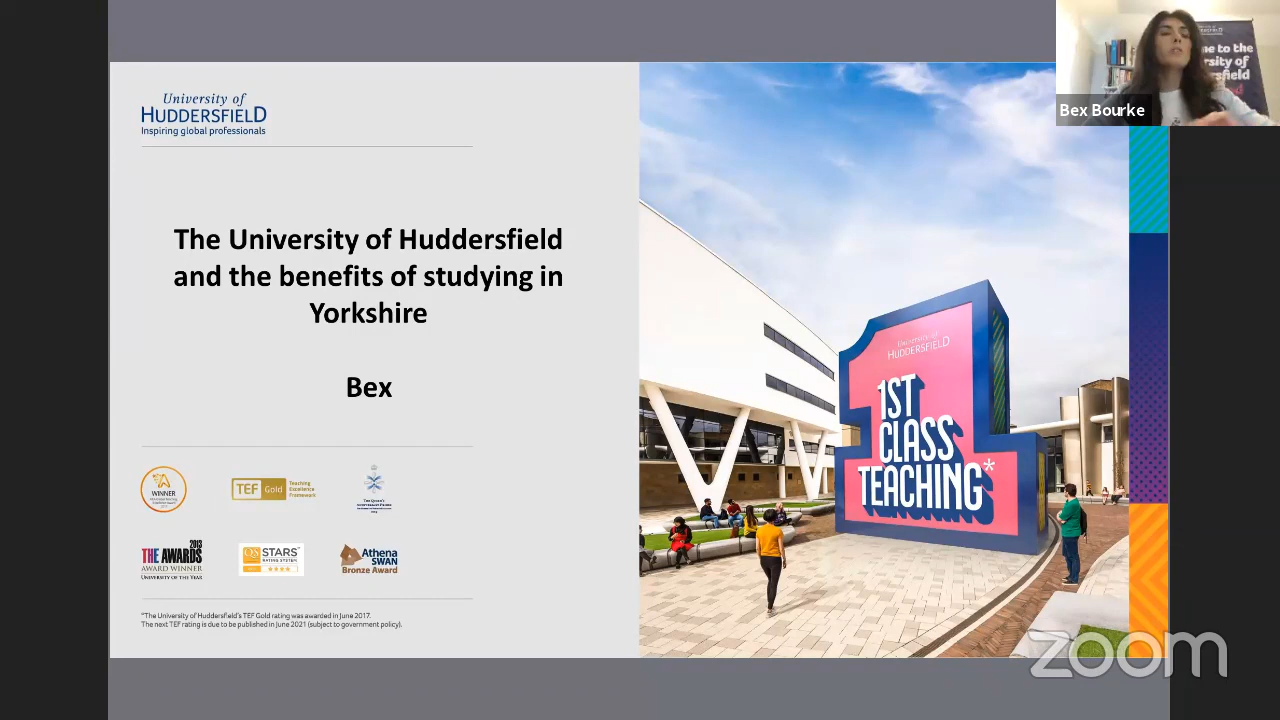 University of
HUDDERSFIELD
Inspiring global professionals
The University of Huddersfield
and the benefits of studying in
Yorkshire
Bex
WINNER
TEF Gold
Teaching
Excellence
Framework
2013
THE AWARDS
AWARD WINNER
UNIVERSITY OF THE YEAR
QS STARS
RATING SYSTEM
Athena
SWAN
Bronze Award
*The University of Huddersfield's TEF Gold rating was awarded in June 2017.
The next TEF rating is due to be published in June 2021 (subject to government policy).
University of
HUDDERSFIELD
1ST
CLASS
TEACHING*
Bex Bourke
zoom